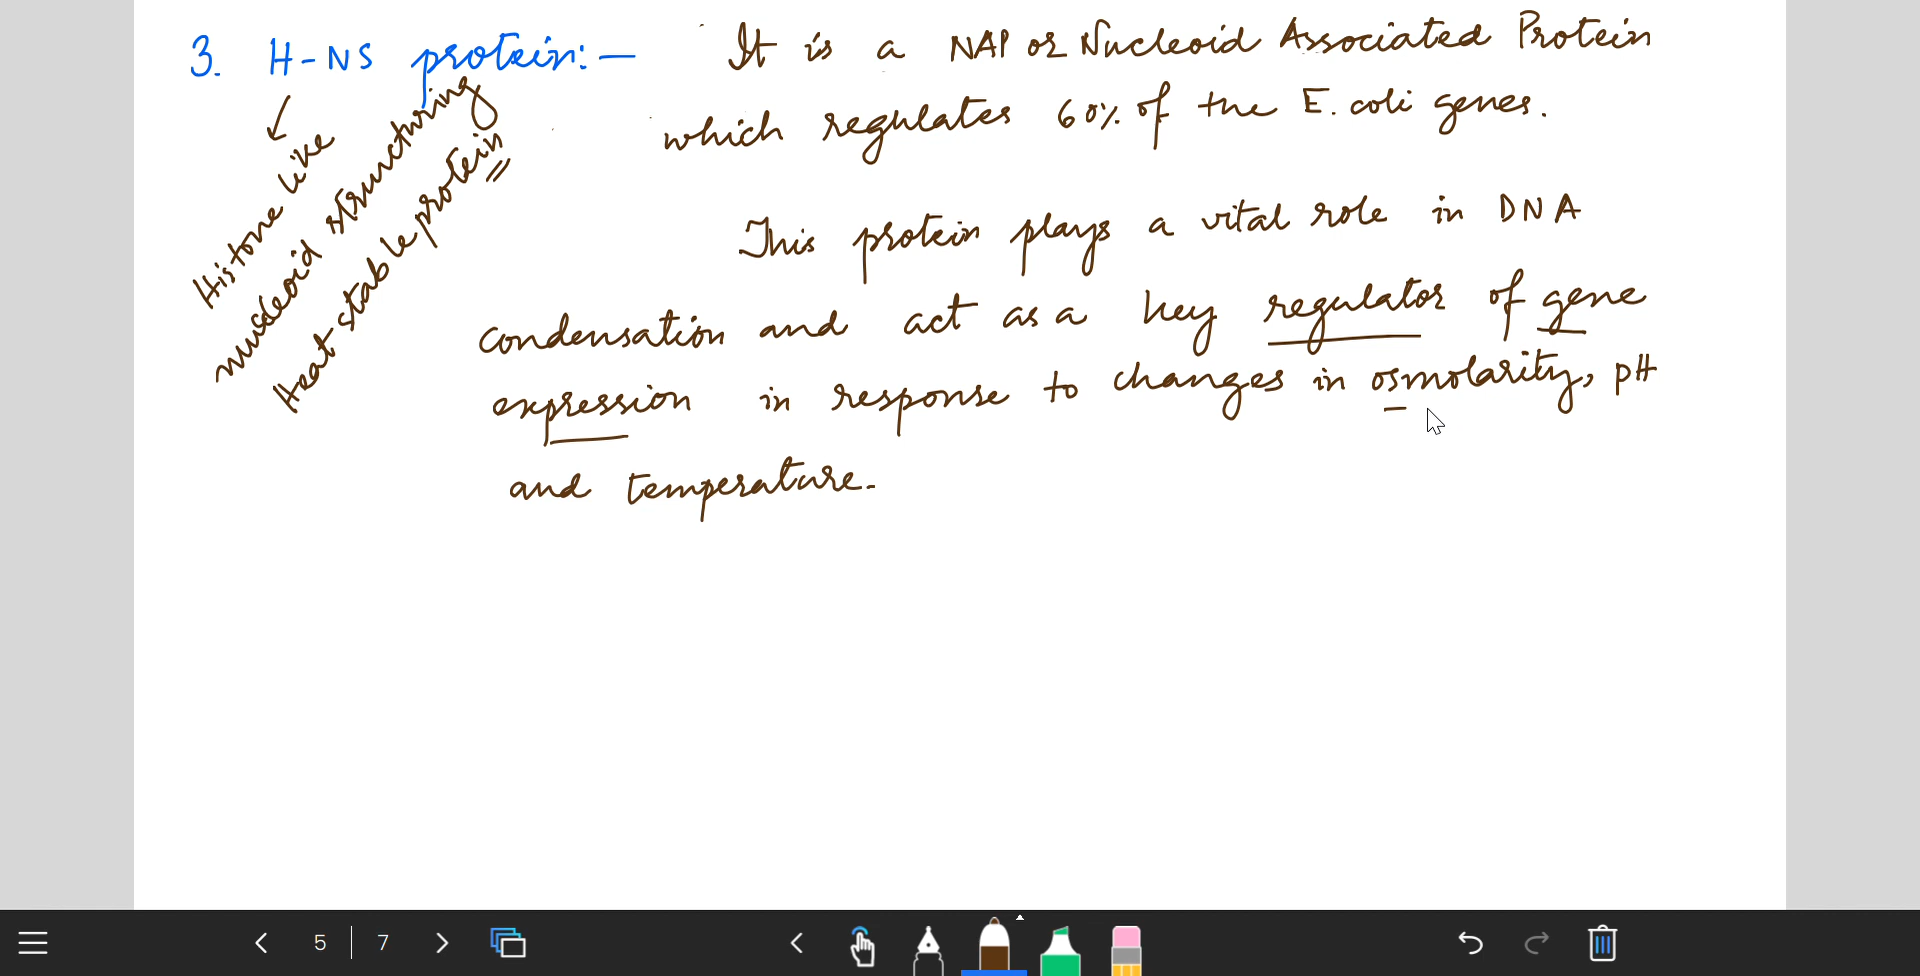 3. H-NS protein:- It is a NAP or Nucleoid Associated Protein
which regulates 60% of the E. coli genes.
Histone like
nucleoid structuring
Heat-stable protein
This protein plays a vital role in DNA
condensation and act as a key regulator of gene
expression in response to changes in osmolarity, pH
and temperature.
5 | 7